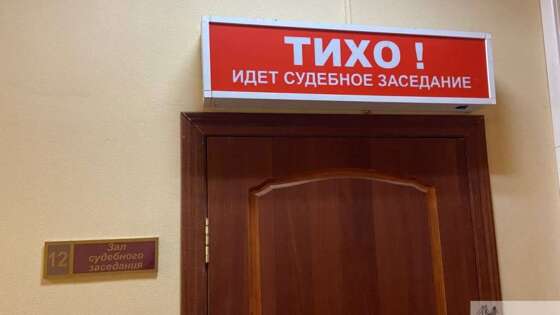 ТИХО !
ИДЕТ СУДЕБНОЕ ЗАСЕДАНИЕ
12
Зал
судебного
заседания